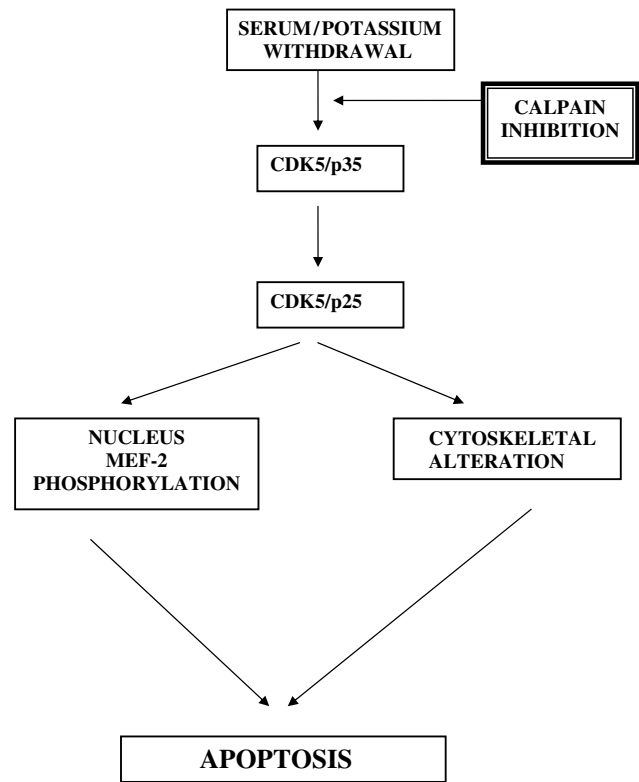 SERUM/POTASSIUM
WITHDRAWAL
CALPAIN
INHIBITION
CDK5/p35
CDK5/p25
NUCLEUS
MEF-2
PHOSPHORYLATION
CYTOSKELETAL
ALTERATION
APOPTOSIS